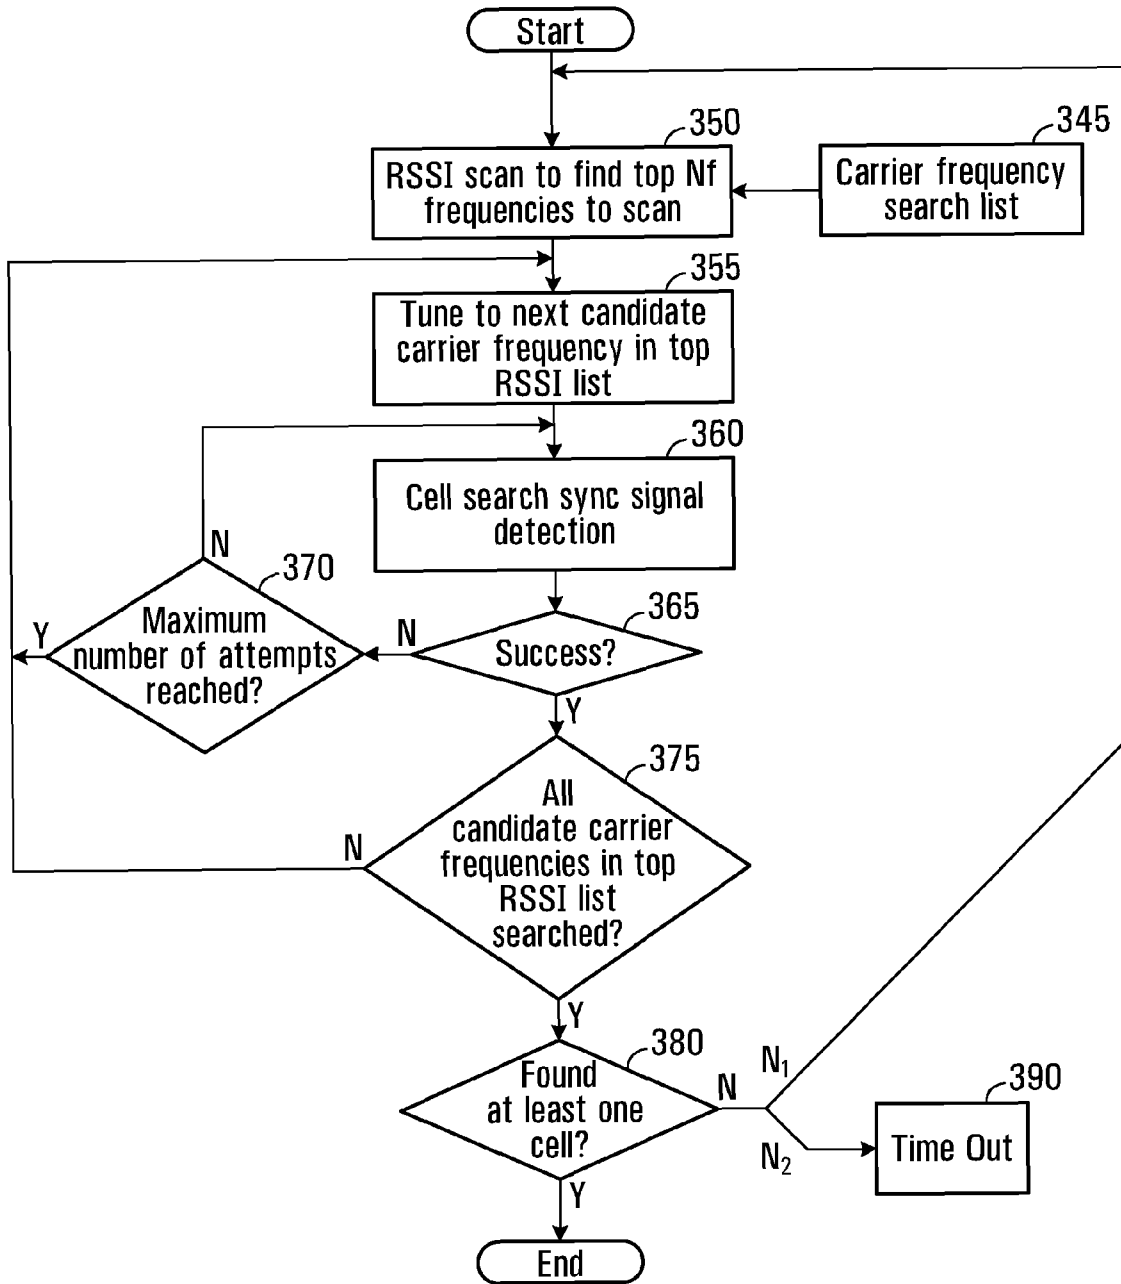 Start
350
345
RSSI scan to find top Nf
frequencies to scan
Carrier frequency
search list
355
Tune to next candidate
carrier frequency in top
RSSI list
360
Cell search sync signal
detection
N
370
365
Y
Maximum
number of attempts
reached?
N
Success?
Y
375
All
candidate carrier
frequencies in top
RSSI list
searched?
N
Y
380
Found
at least one
cell?
N
N1
N2
390
Time Out
Y
End